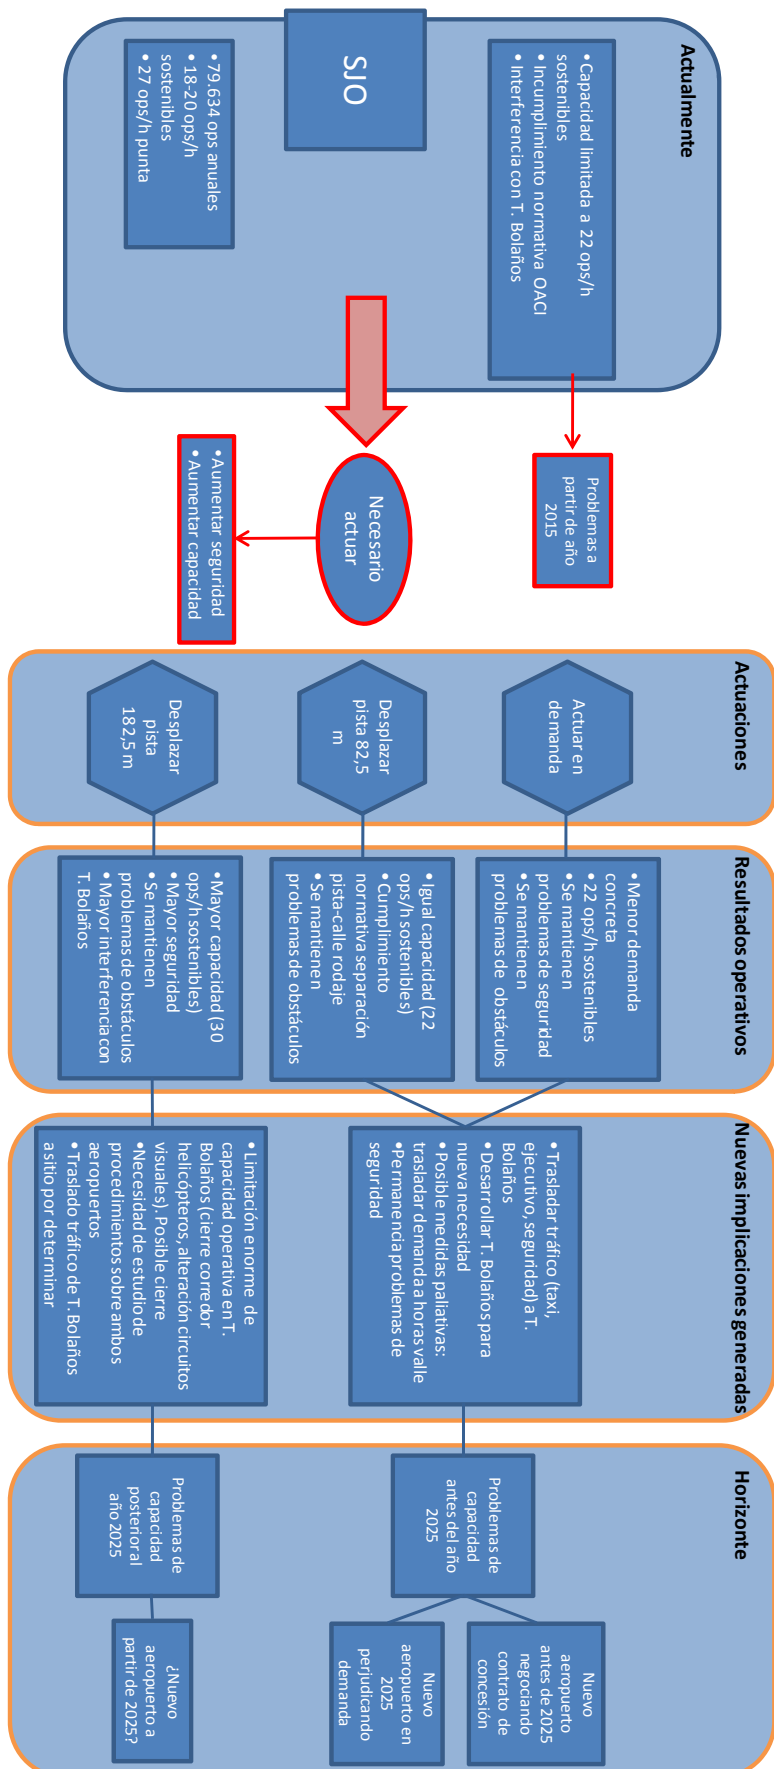 Actualmente
• Capacidad limitada a 22 ops/h
sostenibles
• Incumplimiento normativa OACI
• Interferencia con T. Bolaños
SJO
• 79.634 ops anuales
• 18-20 ops/h
sostenibles
• 27 ops/h punta
Problemas a
partir de año
2015
Necesario
actuar
• Aumentar seguridad
• Aumentar capacidad
Actuaciones
Actuar en
demanda
Desplazar
pista 82,5
m
Desplazar
pista
182,5 m
Resultados operativos
• Menor demanda
concreta
• 22 ops/h sostenibles
• Se mantienen
problemas de seguridad
• Se mantienen
problemas de obstáculos
• Igual capacidad (22
ops/h sostenibles)
• Cumplimiento
normativa separación
pista-calle rodaje
• Se mantienen
problemas de obstáculos
• Mayor capacidad (30
ops/h sostenibles)
• Mayor seguridad
• Se mantienen
problemas de obstáculos
• Mayor interferencia con
T. Bolaños
Nuevas implicaciones generadas
• Trasladar tráfico (taxi,
ejecutivo, seguridad) a T.
Bolaños
• Desarrollar T. Bolaños para
nueva necesidad
• Posible medidas paliativas:
trasladar demanda a horas valle
• Permanencia problemas de
seguridad
• Limitación enorme de
capacidad operativa en T.
Bolaños (cierre corredor
helicópteros, alteración circuitos
visuales). Posible cierre
• Necesidad de estudio de
procedimientos sobre ambos
aeropuertos
• Traslado tráfico de T. Bolaños
a sitio por determinar
Horizonte
Problemas de
capacidad
antes del año
2025
Nuevo
aeropuerto
antes de 2025
negociando
contrato de
concesión
Nuevo
aeropuerto en
2025
perjudicando
demanda
Problemas de
capacidad
posterior al
año 2025
¿Nuevo
aeropuerto a
partir de 2025?